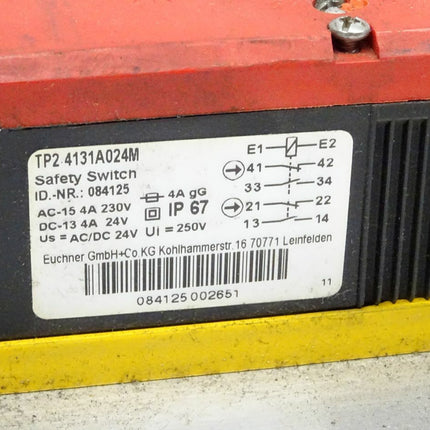 TP2 4131A024M
Safety Switch
ID.-NR.: 084125
AC-15 4A 230V
DC-13 4A 24V
Us = AC/DC 24V
4A gG
IP 67
Ui = 250V
E1 E2
41 42
33 34
21 22
13 14
Euchner GmbH+Co.KG Kohlhammerstr. 16 70771 Leinfelden
084125 002651
11